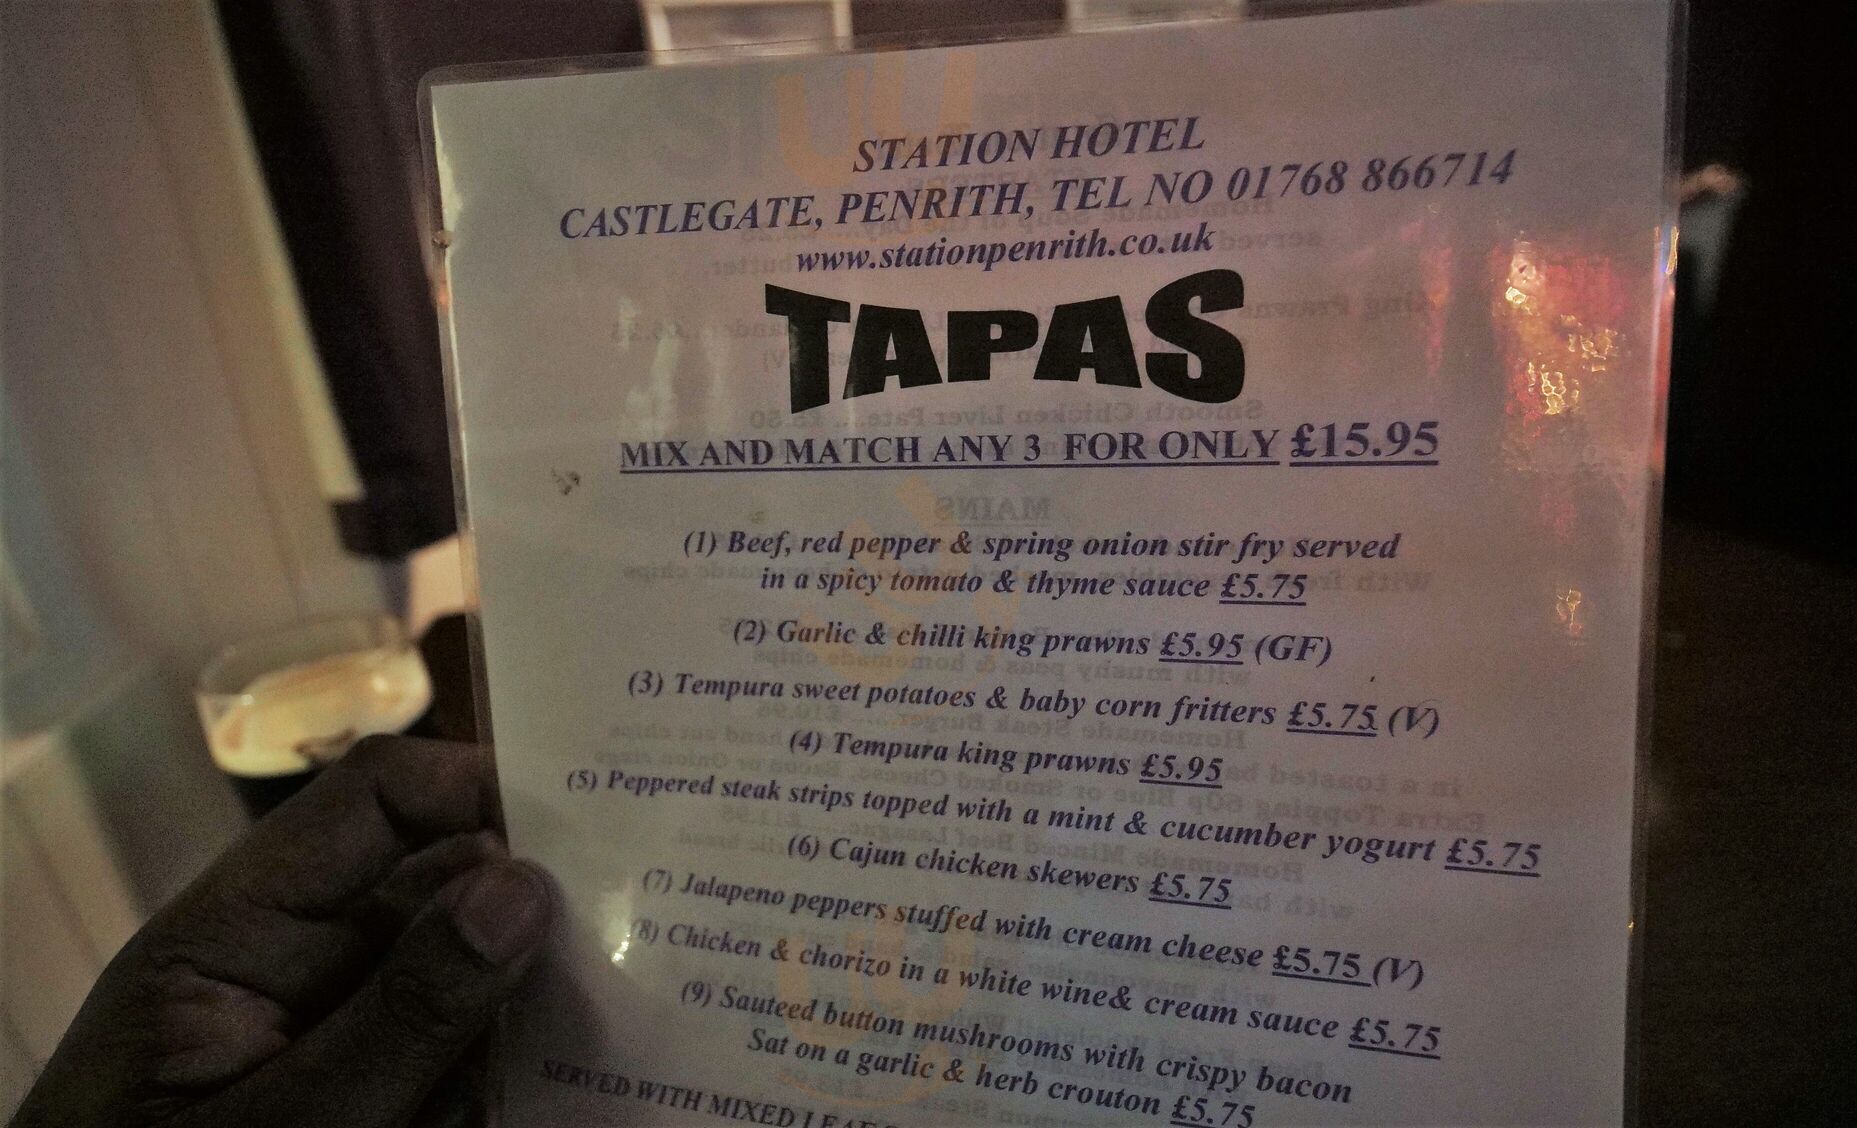 STATION HOTEL
CASTLEGATE, PENRITH, TEL NO 01768 866714
www.stationpenrith.co.uk
TAPAS
MIX AND MATCH ANY 3 FOR ONLY £15.95
(1) Beef, red pepper & spring onion stir fry served
in a spicy tomato & thyme sauce £5.75
(2) Garlic & chilli king prawns £5.95 (GF)
(3) Tempura sweet potatoes & baby corn fritters £5.75 (V)
(4) Tempura king prawns £5.95
(5) Peppered steak strips topped with a mint & cucumber yogurt £5.75
(6) Cajun chicken skewers £5.75
(7) Jalapeno peppers stuffed with cream cheese £5.75 (V)
(8) Chicken & chorizo in a white wine& cream sauce £5.75
(9) Sauteed button mushrooms with crispy bacon
Sat on a garlic & herb crouton £5.75
SERVED WITH MIXED LEAF